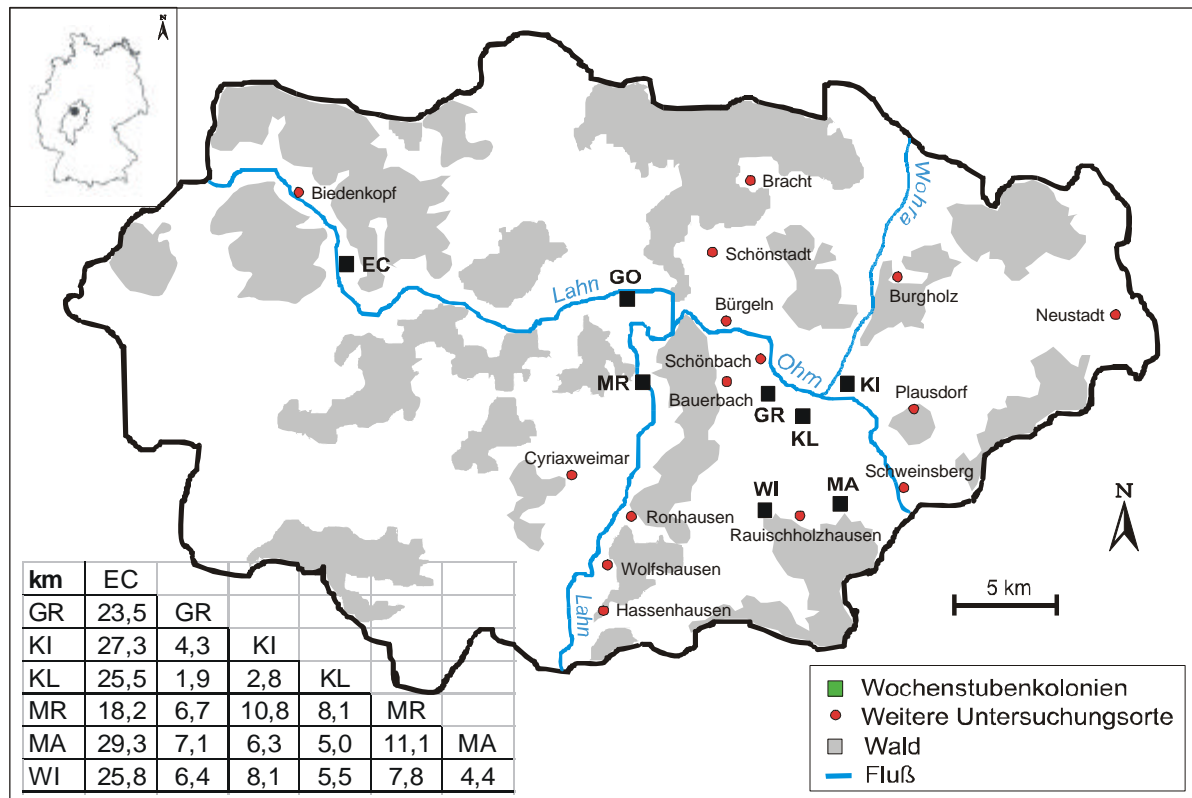 N
Biedenkopf
Bracht
Wohra
Schönstadt
EC
GO
Lahn
Burgholz
Bürgeln
Neustadt
Schönbach
Ohm
MR
KI
Bauerbach
GR
Plausdorf
KL
Cyriaxweimar
Schweinsberg
WI
MA
N
Ronhausen
Rauischholzhausen
Wolfshausen
Lahn
Hassenhausen
5 km
km EC
GR 23,5 GR
KI 27,3 4,3 KI
KL 25,5 1,9 2,8 KL
MR 18,2 6,7 10,8 8,1 MR
MA 29,3 7,1 6,3 5,0 11,1 MA
WI 25,8 6,4 8,1 5,5 7,8 4,4
Wochenstubenkolonien
Weitere Untersuchungsorte
Wald
Fluß